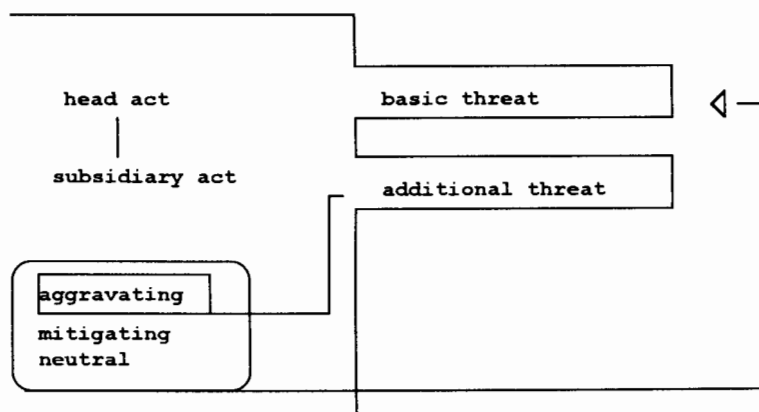 head act
basic threat
subsidiary act
additional threat
aggravating
mitigating
neutral